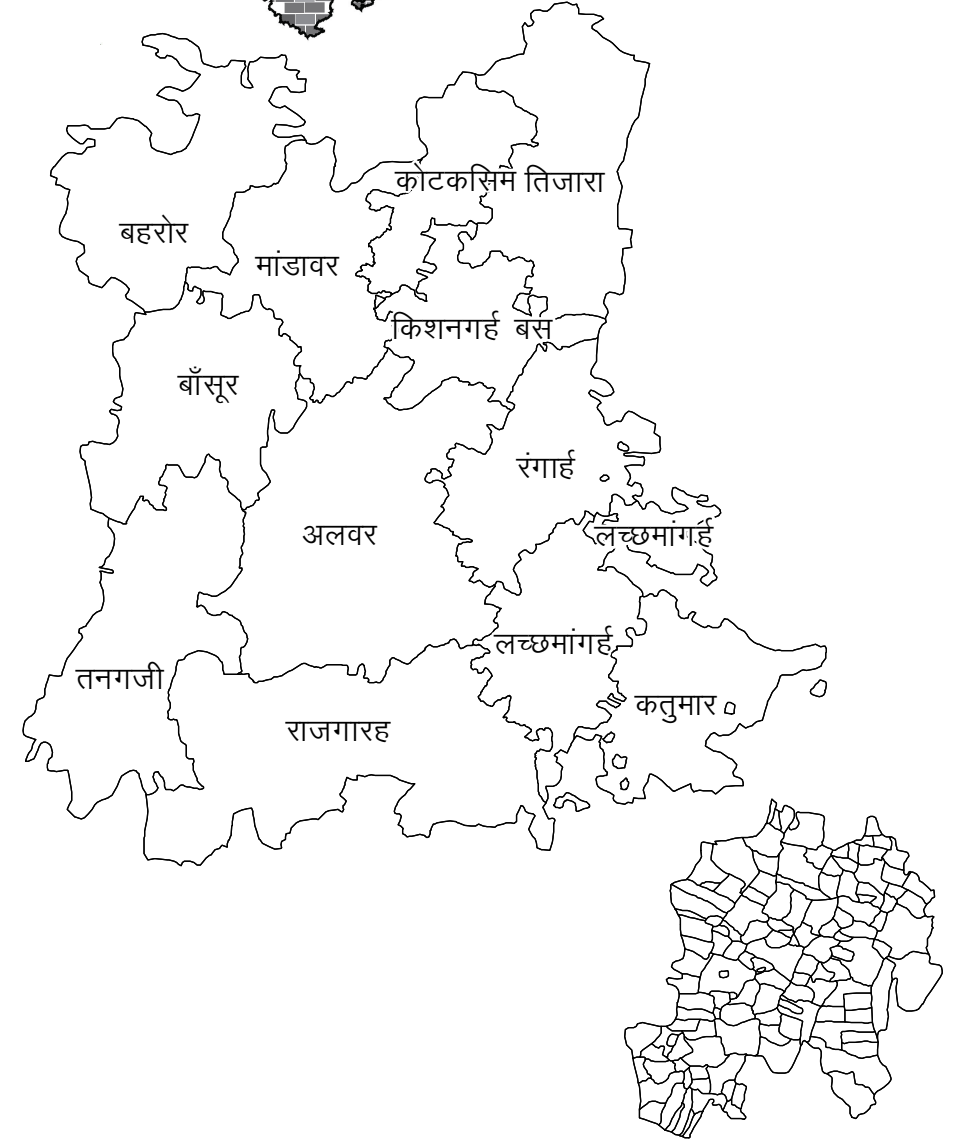 कोटकसिम तिजारा
बहरोर
मांडावर
किशनगर्ह बस
बाँसूर
रंगार्ह
अलवर
लच्छमांगर्ह
लच्छमांगर्ह
तनगजी
कतुमार
राजगारह